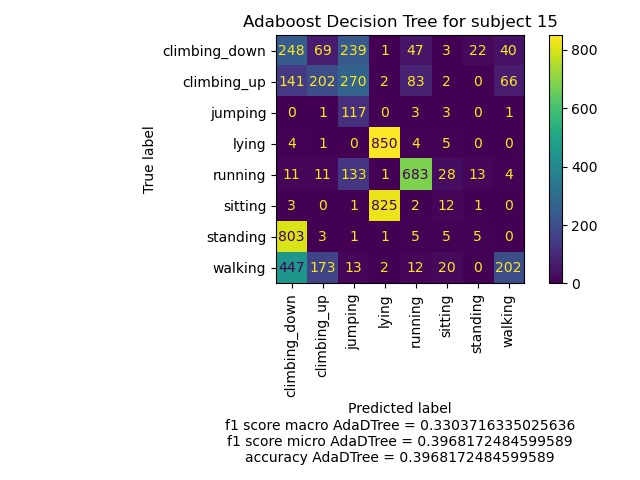 Adaboost Decision Tree for subject 15
climbing_down 248 69 239 1 47 3 22 40
climbing_up 141 202 270 2 83 2 0 66
jumping 0 1 117 0 3 3 0 1
lying 4 1 0 850 4 5 0 0
running 11 11 133 1 683 28 13 4
sitting 3 0 1 825 2 12 1 0
standing 803 3 1 1 5 5 5 0
walking 447 173 13 2 12 20 0 202
True label
climbing_down climbing_up jumping lying running sitting standing walking
Predicted label
800
600
400
200
0
f1 score macro AdaDTree = 0.3303716335025636
f1 score micro AdaDTree = 0.3968172484599589
accuracy AdaDTree = 0.3968172484599589